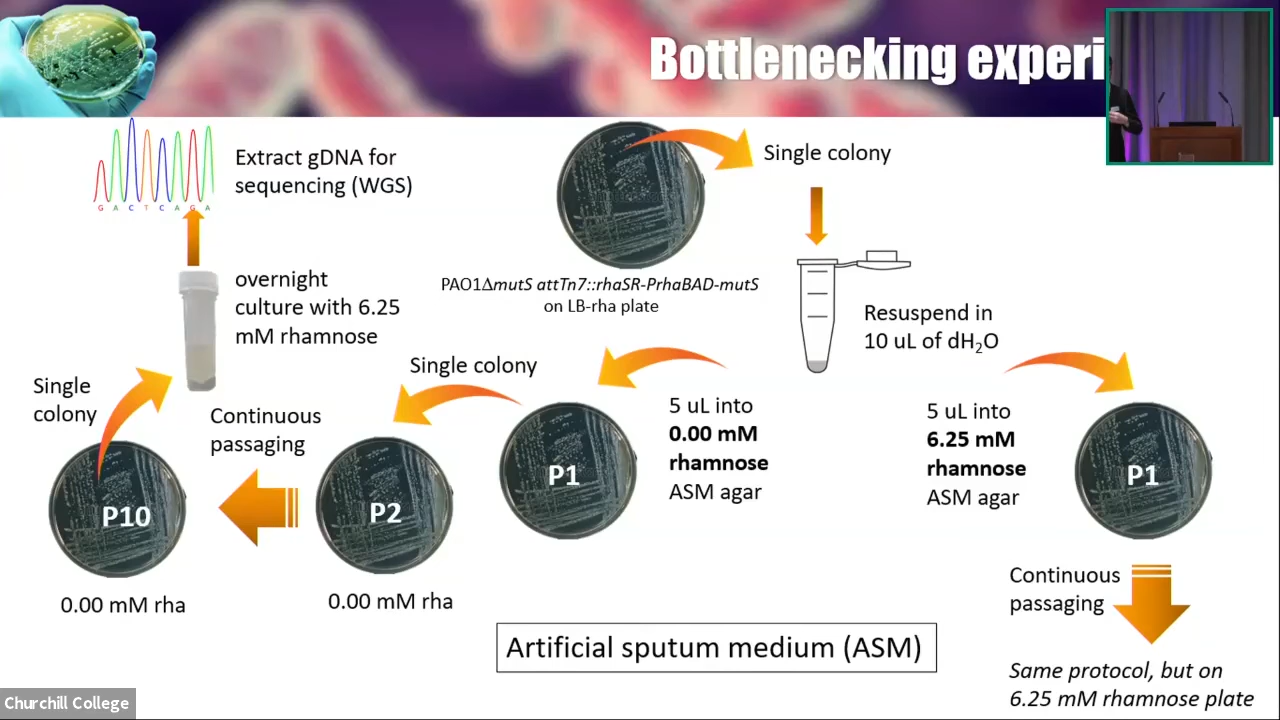 Bottlenecking experi
Extract gDNA for
sequencing (WGS)
G A C T C A G A
overnight
culture with 6.25
mM rhamnose
Single
colony
Continuous
passaging
P10
0.00 mM rha
P2
0.00 mM rha
Single colony
P1
PAO1ΔmutS attTn7::rhaSR-PrhaBAD-mutS
on LB-rha plate
Single colony
Resuspend in
10 uL of dH₂O
5 uL into
0.00 mM
rhamnose
ASM agar
5 uL into
6.25 mM
rhamnose
ASM agar
P1
Continuous
passaging
Same protocol, but on
6.25 mM rhamnose plate
Artificial sputum medium (ASM)
Churchill College